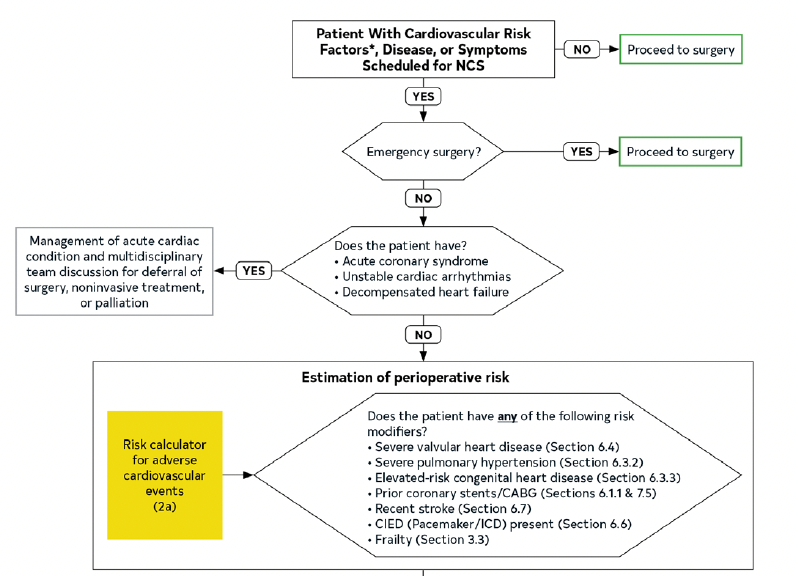 Patient With Cardiovascular Risk
Factors*, Disease, or Symptoms
Scheduled for NCS
NO
Proceed to surgery
YES
Emergency surgery?
YES
Proceed to surgery
NO
Does the patient have?
• Acute coronary syndrome
• Unstable cardiac arrhythmias
• Decompensated heart failure
YES
Management of acute cardiac
condition and multidisciplinary
team discussion for deferral of
surgery, noninvasive treatment,
or palliation
NO
Estimation of perioperative risk
Risk calculator
for adverse
cardiovascular
events
(2a)
Does the patient have any of the following risk
modifiers?
• Severe valvular heart disease (Section 6.4)
• Severe pulmonary hypertension (Section 6.3.2)
• Elevated-risk congenital heart disease (Section 6.3.3)
• Prior coronary stents/CABG (Sections 6.1.1 & 7.5)
• Recent stroke (Section 6.7)
• CIED (Pacemaker/ICD) present (Section 6.6)
• Frailty (Section 3.3)